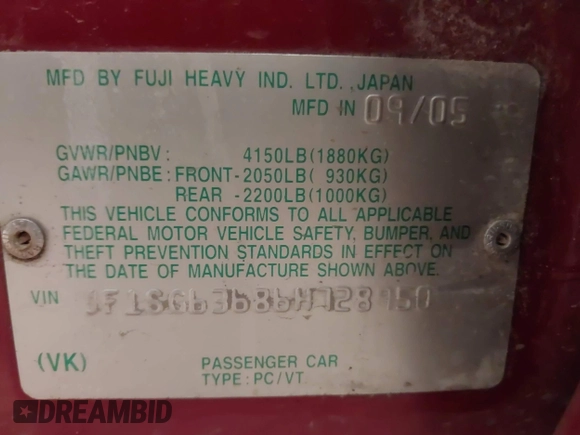 MFD BY FUJI HEAVY IND. LTD., JAPAN
MFD IN 09/05
GVWR/PNBV: 4150LB(1880KG)
GAWR/PNBE: FRONT-2050LB( 930KG)
REAR -2200LB(1000KG)
THIS VEHICLE CONFORMS TO ALL APPLICABLE
FEDERAL MOTOR VEHICLE SAFETY, BUMPER, AND
THEFT PREVENTION STANDARDS IN EFFECT ON
THE DATE OF MANUFACTURE SHOWN ABOVE.
VIN
(VK) PASSENGER CAR
TYPE: PC/VT
DREAMBID